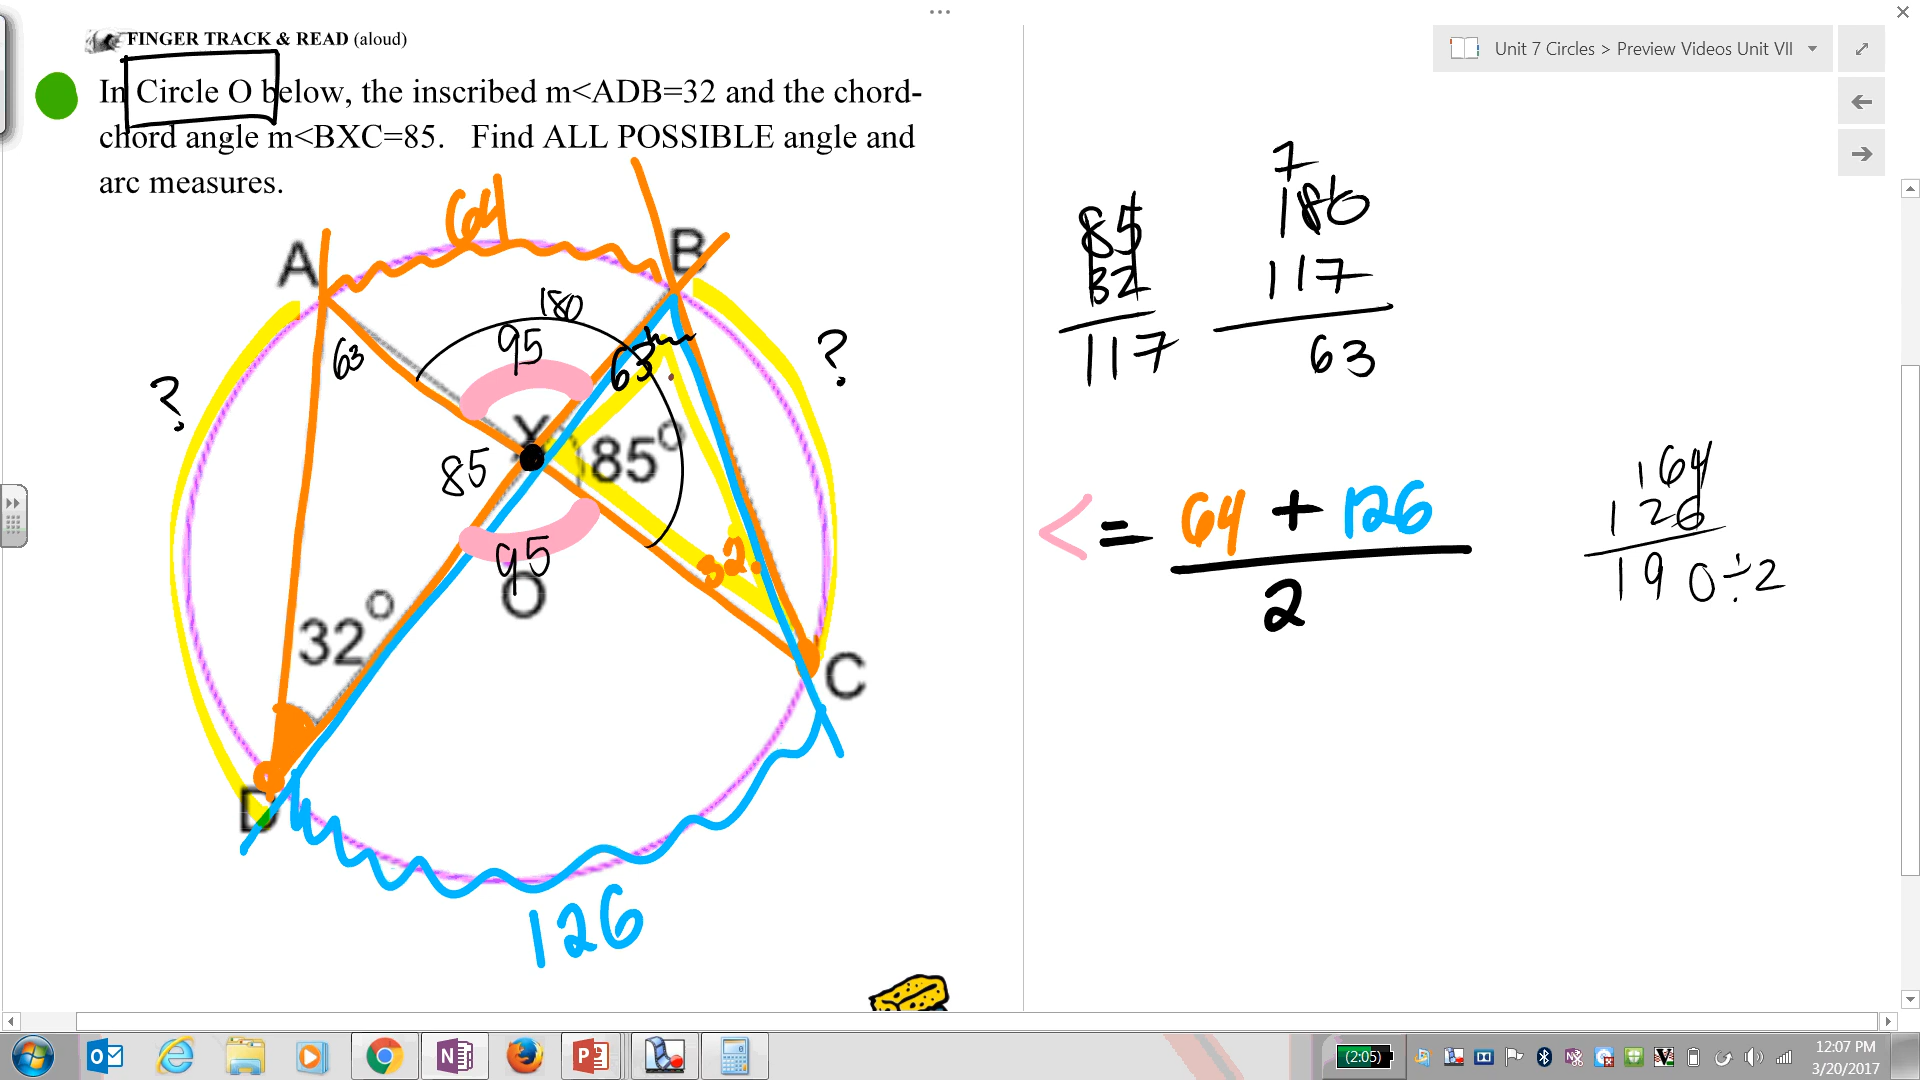 FINGER TRACK & READ (aloud)
In Circle O below, the inscribed m<ADB=32 and the chord-
chord angle m<BXC=85. Find ALL POSSIBLE angle and
arc measures.
Unit 7 Circles > Preview Videos Unit VII
64
A
B
180
95
63
63
?
?
X
85
85°
95
O
32
32°
C
D
126
85
32
117
7
180
117
63
< = 64 + 126
2
1
64
126
190÷2
(2:05)
12:07 PM
3/20/2017